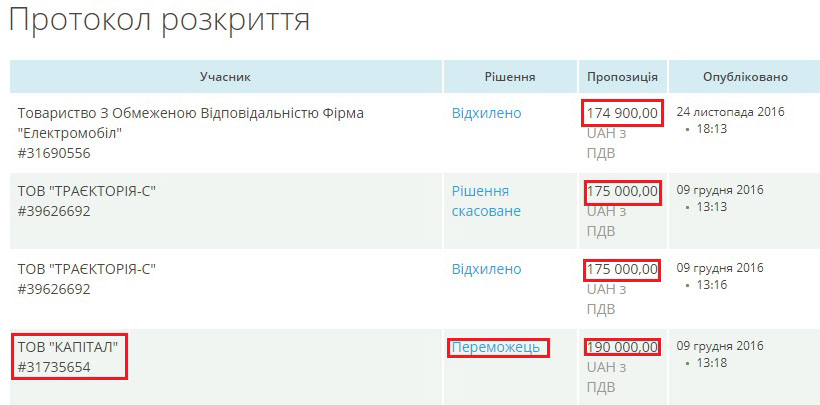 Протокол розкриття
Учасник Рішення Пропозиція Опубліковано
Товариство З Обмеженою Відповідальністю Фірма
"Електромобіл"
#31690556
Відхилено
174 900,00
UAH з
ПДВ
24 листопада 2016
• 18:13
ТОВ "ТРАЄКТОРІЯ-С"
#39626692
Рішення
скасоване
175 000,00
UAH з
ПДВ
09 грудня 2016
• 13:13
ТОВ "ТРАЄКТОРІЯ-С"
#39626692
Відхилено
175 000,00
UAH з
ПДВ
09 грудня 2016
• 13:16
ТОВ "КАПІТАЛ"
#31735654
Переможець
190 000,00
UAH з
ПДВ
09 грудня 2016
• 13:18